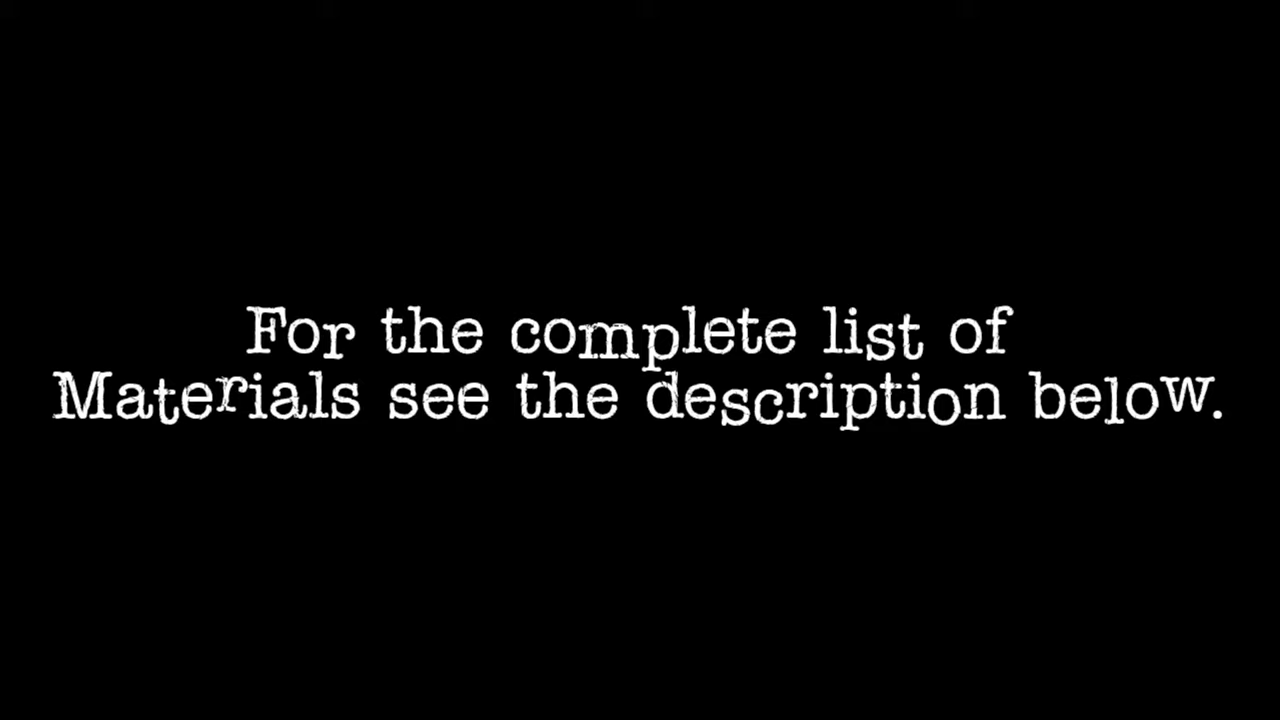 For the complete list of
Materials see the description below.